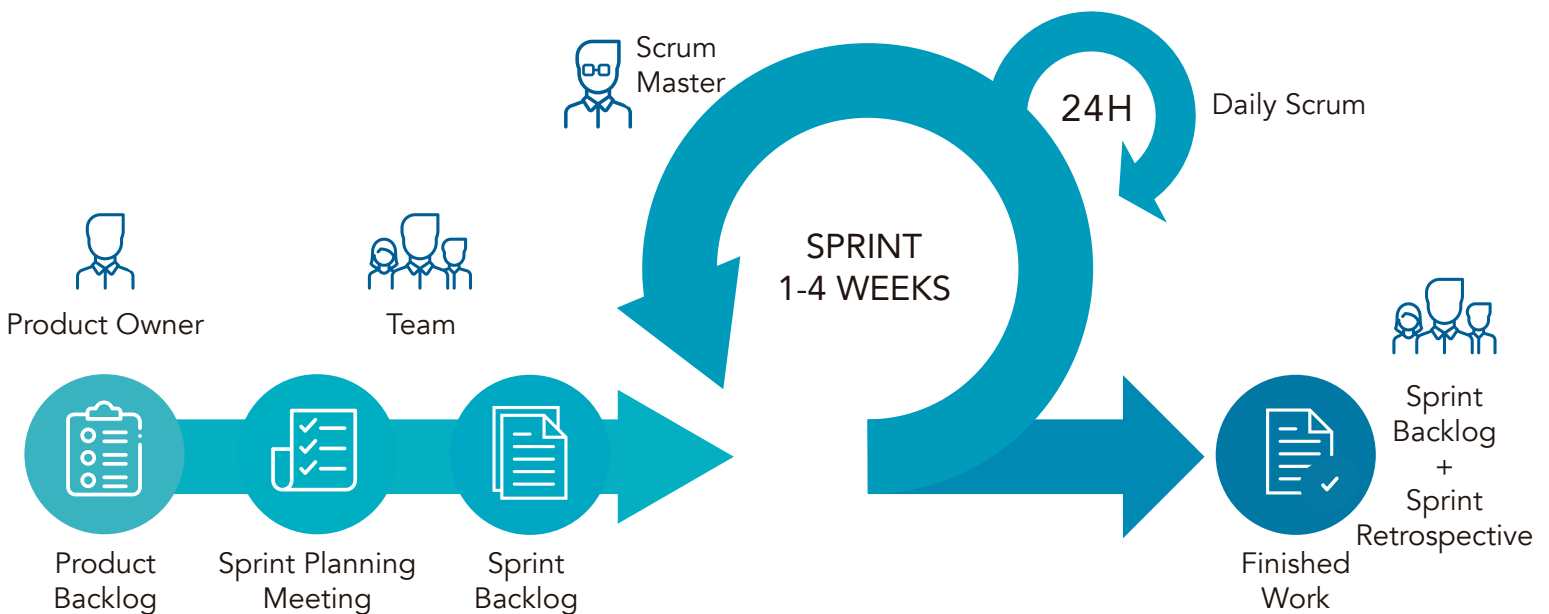 Scrum
Master
24H
Daily Scrum
SPRINT
1-4 WEEKS
Product Owner
Team
Product
Backlog
Sprint Planning
Meeting
Sprint
Backlog
Finished
Work
Sprint
Backlog
+
Sprint
Retrospective